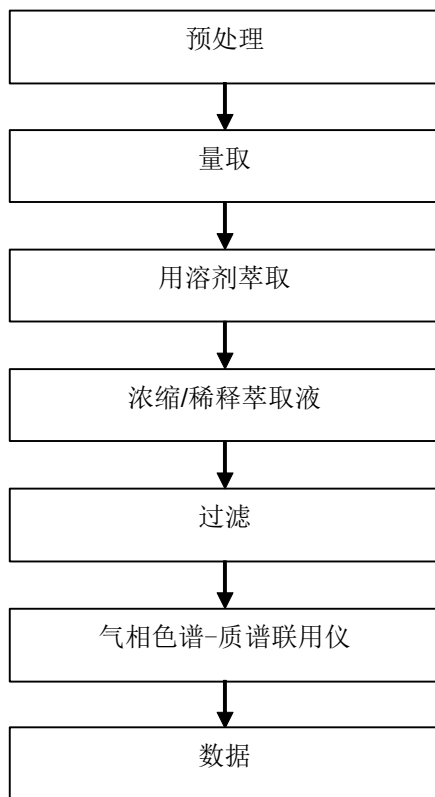 预处理
量取
用溶剂萃取
浓缩/稀释萃取液
过滤
气相色谱-质谱联用仪
数据